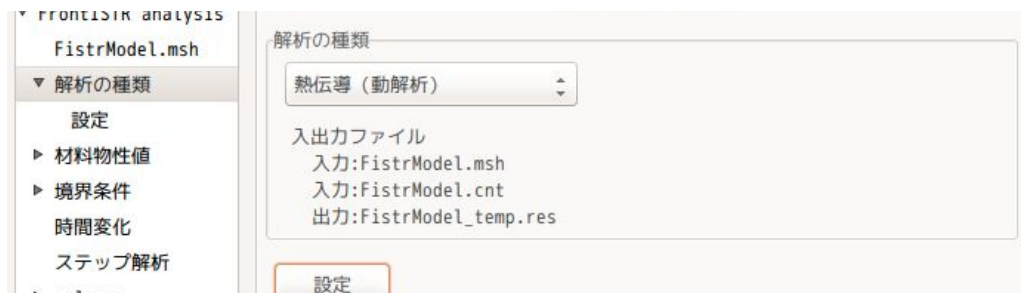 FrontISTR analysis
FistrModel.msh
解析の種類
設定
材料物性値
境界条件
時間変化
ステップ解析
解析の種類
熱伝導（動解析）
入出力ファイル
入力:FistrModel.msh
入力:FistrModel.cnt
出力:FistrModel_temp.res
設定